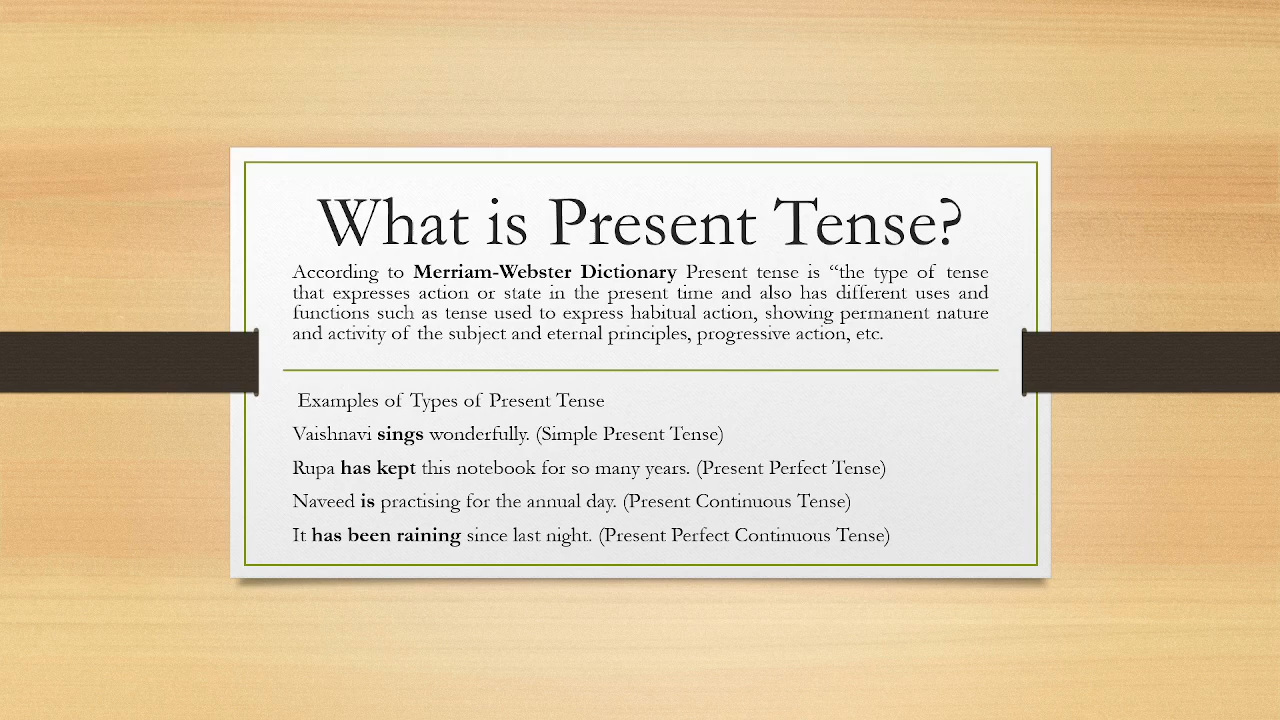 What is Present Tense?
According to Merriam-Webster Dictionary Present tense is “the type of tense
that expresses action or state in the present time and also has different uses and
functions such as tense used to express habitual action, showing permanent nature
and activity of the subject and eternal principles, progressive action, etc.
Examples of Types of Present Tense
Vaishnavi sings wonderfully. (Simple Present Tense)
Rupa has kept this notebook for so many years. (Present Perfect Tense)
Naveed is practising for the annual day. (Present Continuous Tense)
It has been raining since last night. (Present Perfect Continuous Tense)